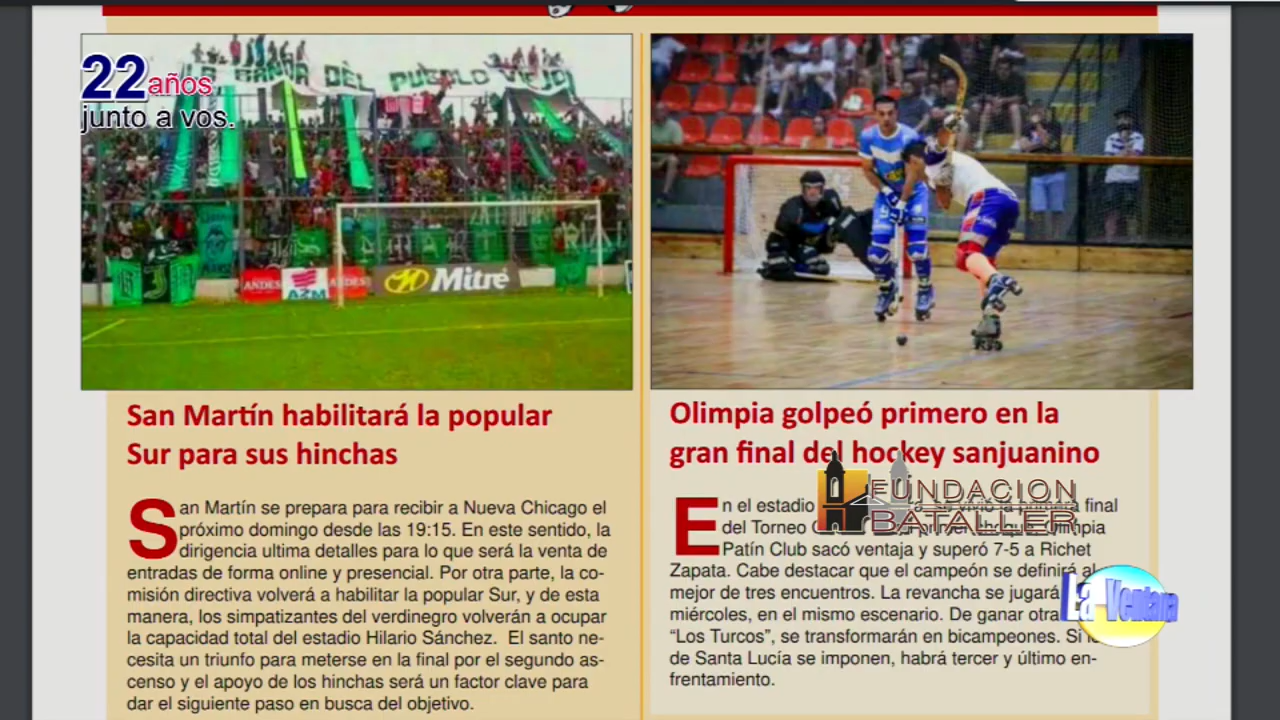 22 años
junto a vos.
LA BANDA DEL PUEBLO VIEJO
ANDES
AZM
ANDES
Mitre
San Martín habilitará la popular
Sur para sus hinchas
San Martín se prepara para recibir a Nueva Chicago el
próximo domingo desde las 19:15. En este sentido, la
dirigencia ultima detalles para lo que será la venta de
entradas de forma online y presencial. Por otra parte, la co-
misión directiva volverá a habilitar la popular Sur, y de esta
manera, los simpatizantes del verdinegro volverán a ocupar
la capacidad total del estadio Hilario Sánchez. El santo ne-
cesita un triunfo para meterse en la final por el segundo as-
censo y el apoyo de los hinchas será un factor clave para
dar el siguiente paso en busca del objetivo.
Olimpia golpeó primero en la
gran final del hockey sanjuanino
FUNDACION
BATALLER
En el estadio se vivió la primera final
del Torneo Olimpia
Patín Club sacó ventaja y superó 7-5 a Richet
Zapata. Cabe destacar que el campeón se definirá al
mejor de tres encuentros. La revancha se jugará
miércoles, en el mismo escenario. De ganar otra
“Los Turcos”, se transformarán en bicampeones. Si
de Santa Lucía se imponen, habrá tercer y último en-
frentamiento.
La Ventana